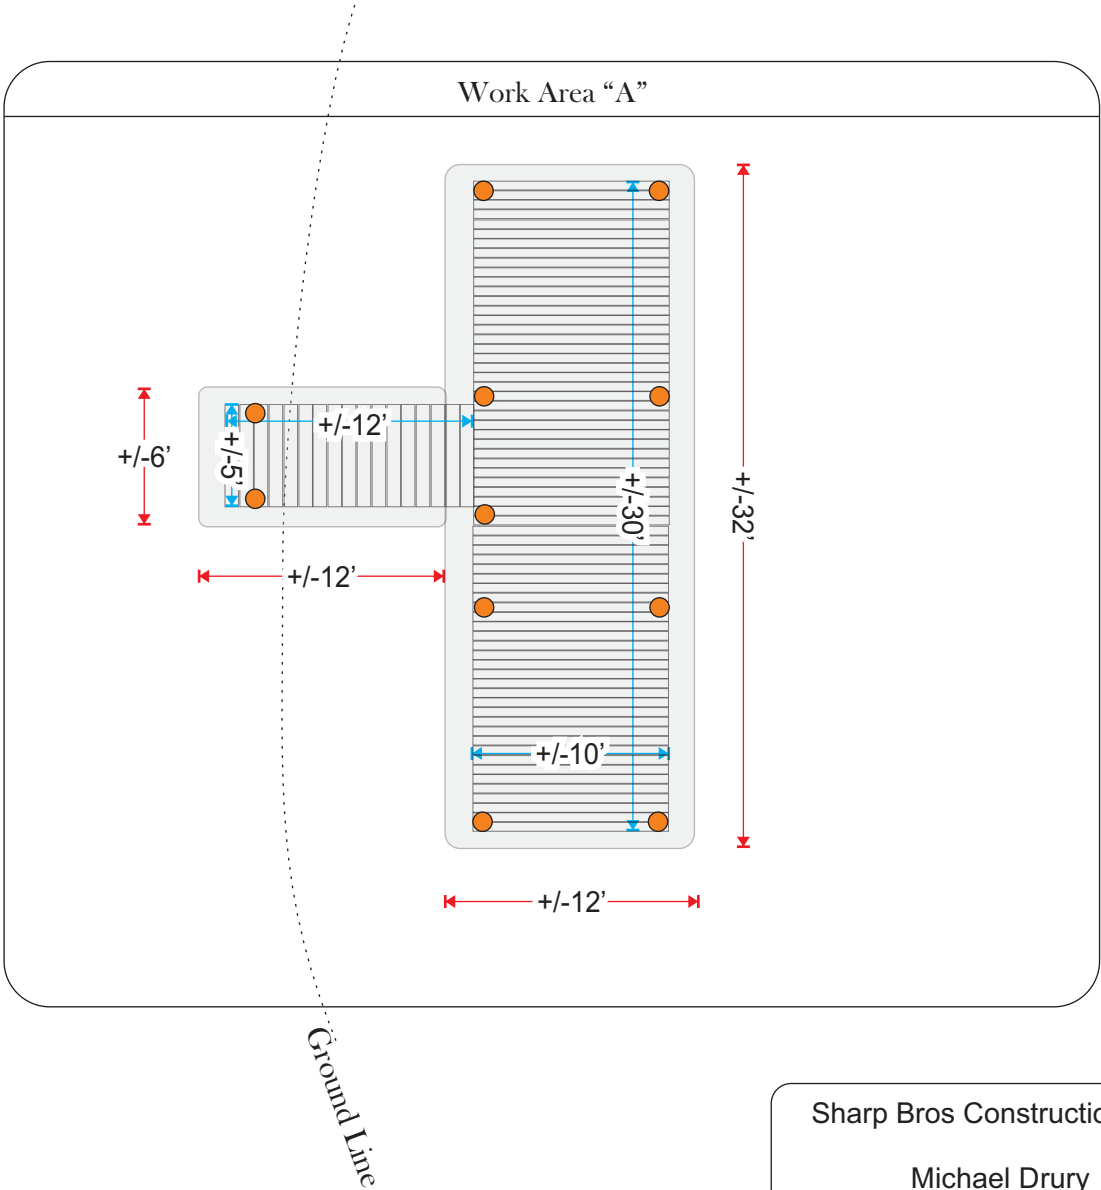 Work Area “A”
+/-12’
+/-6’
+/-5’
+/-30’
+/-32’
+/-12’
+/-10’
+/-12’
Ground Line
Sharp Bros Constructio
Michael Drury